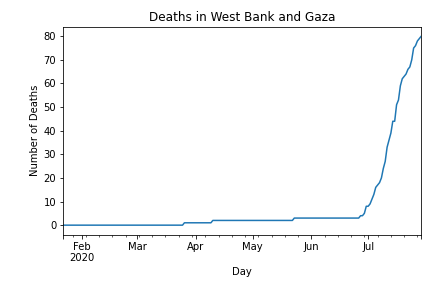 Deaths in West Bank and Gaza
80
70
60
50
40
30
20
10
0
Number of Deaths
Feb Mar Apr May Jun Jul
2020
Day